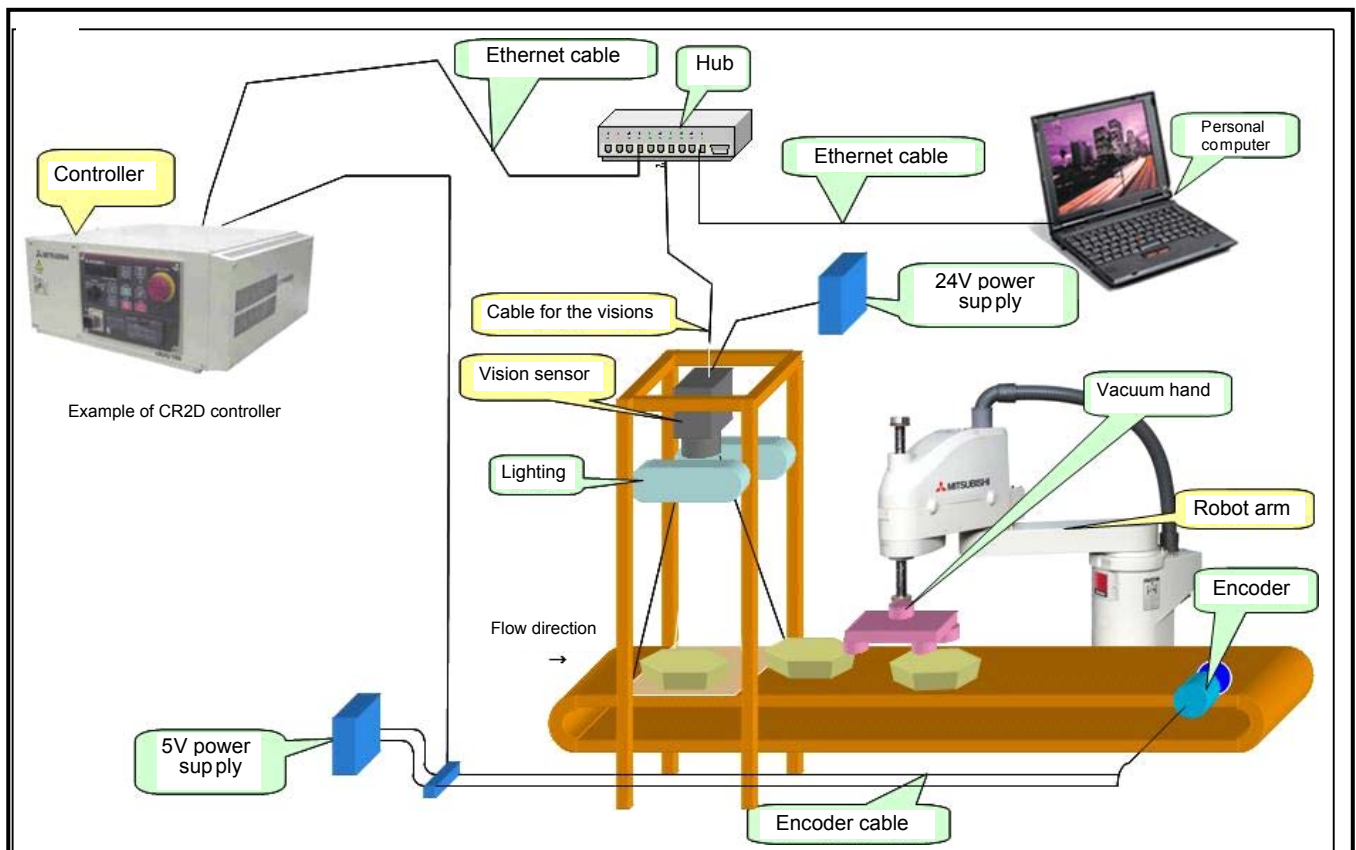 Ethernet cable
Hub
Personal
computer
Ethernet cable
Controller
MITSUBISHI
24V power
supply
Cable for the visions
Vision sensor
Vacuum hand
Example of CR2D controller
Lighting
MITSUBISHI
Robot arm
Encoder
Flow direction
→
5V power
supply
Encoder cable